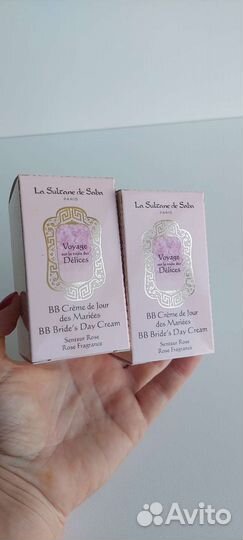 La Sultane de Saba
PARIS
Voyage
sur la route des
Délices
BB Crème de Jour
des Mariées
BB Bride's Day Cream
Senteur Rose
Rose Fragrance
La Sultane de Saba
PARIS
Voyage
sur la route des
Délices
BB Crème de Jour
des Mariées
BB Bride's Day Cream
Senteur Rose
Rose Fragrance
Avito